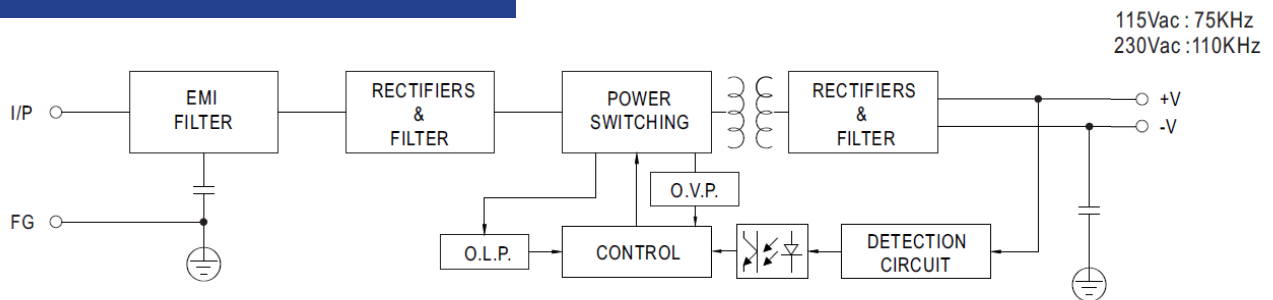 115Vac : 75KHz
230Vac :110KHz
I/P
EMI
FILTER
RECTIFIERS
&
FILTER
POWER
SWITCHING
RECTIFIERS
&
FILTER
+V
-V
O.V.P.
FG
O.L.P.
CONTROL
DETECTION
CIRCUIT